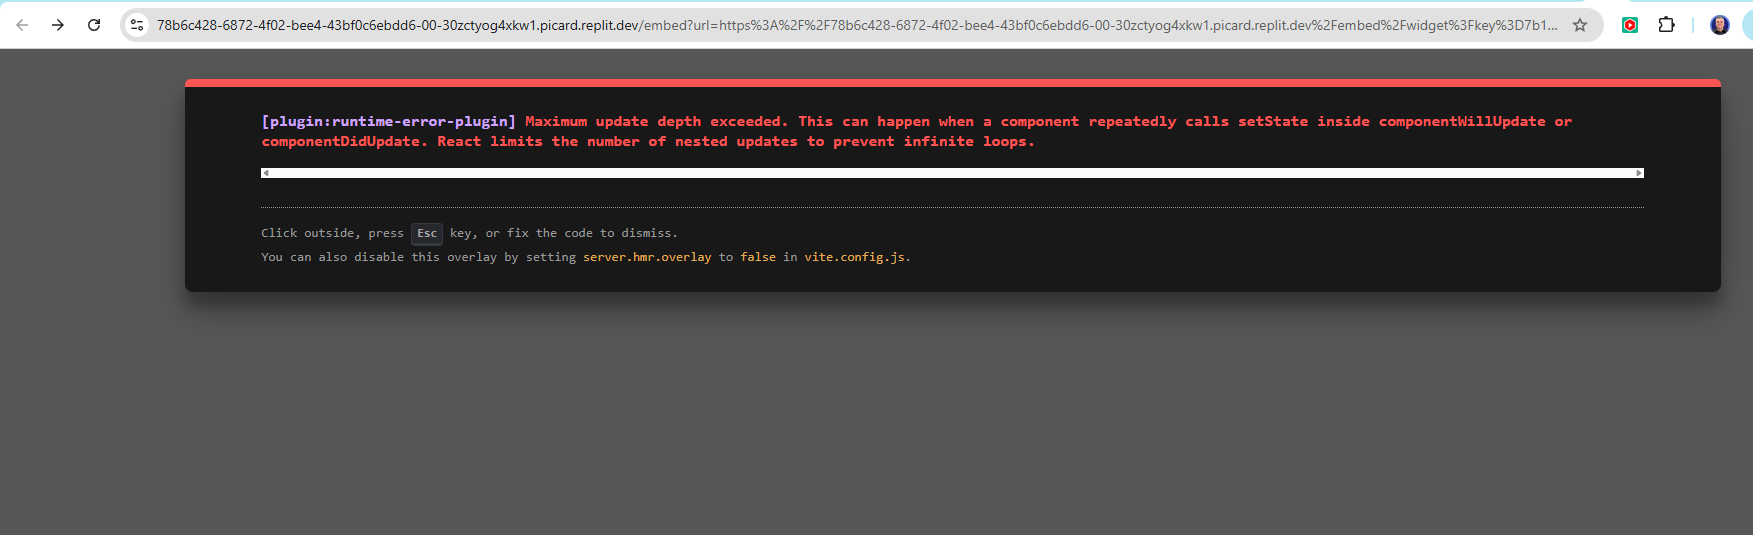 78b6c428-6872-4f02-bee4-43bf0c6ebdd6-00-30zctyog4xkw1.picard.replit.dev/embed?url=https%3A%2F%2F78b6c428-6872-4f02-bee4-43bf0c6ebdd6-00-30zctyog4xkw1.picard.replit.dev%2Fembed%2Fwidget%3Fkey%3D7b1...
[plugin:runtime-error-plugin] Maximum update depth exceeded. This can happen when a component repeatedly calls setState inside componentWillUpdate or
componentDidUpdate. React limits the number of nested updates to prevent infinite loops.
Click outside, press Esc key, or fix the code to dismiss.
You can also disable this overlay by setting server.hmr.overlay to false in vite.config.js.